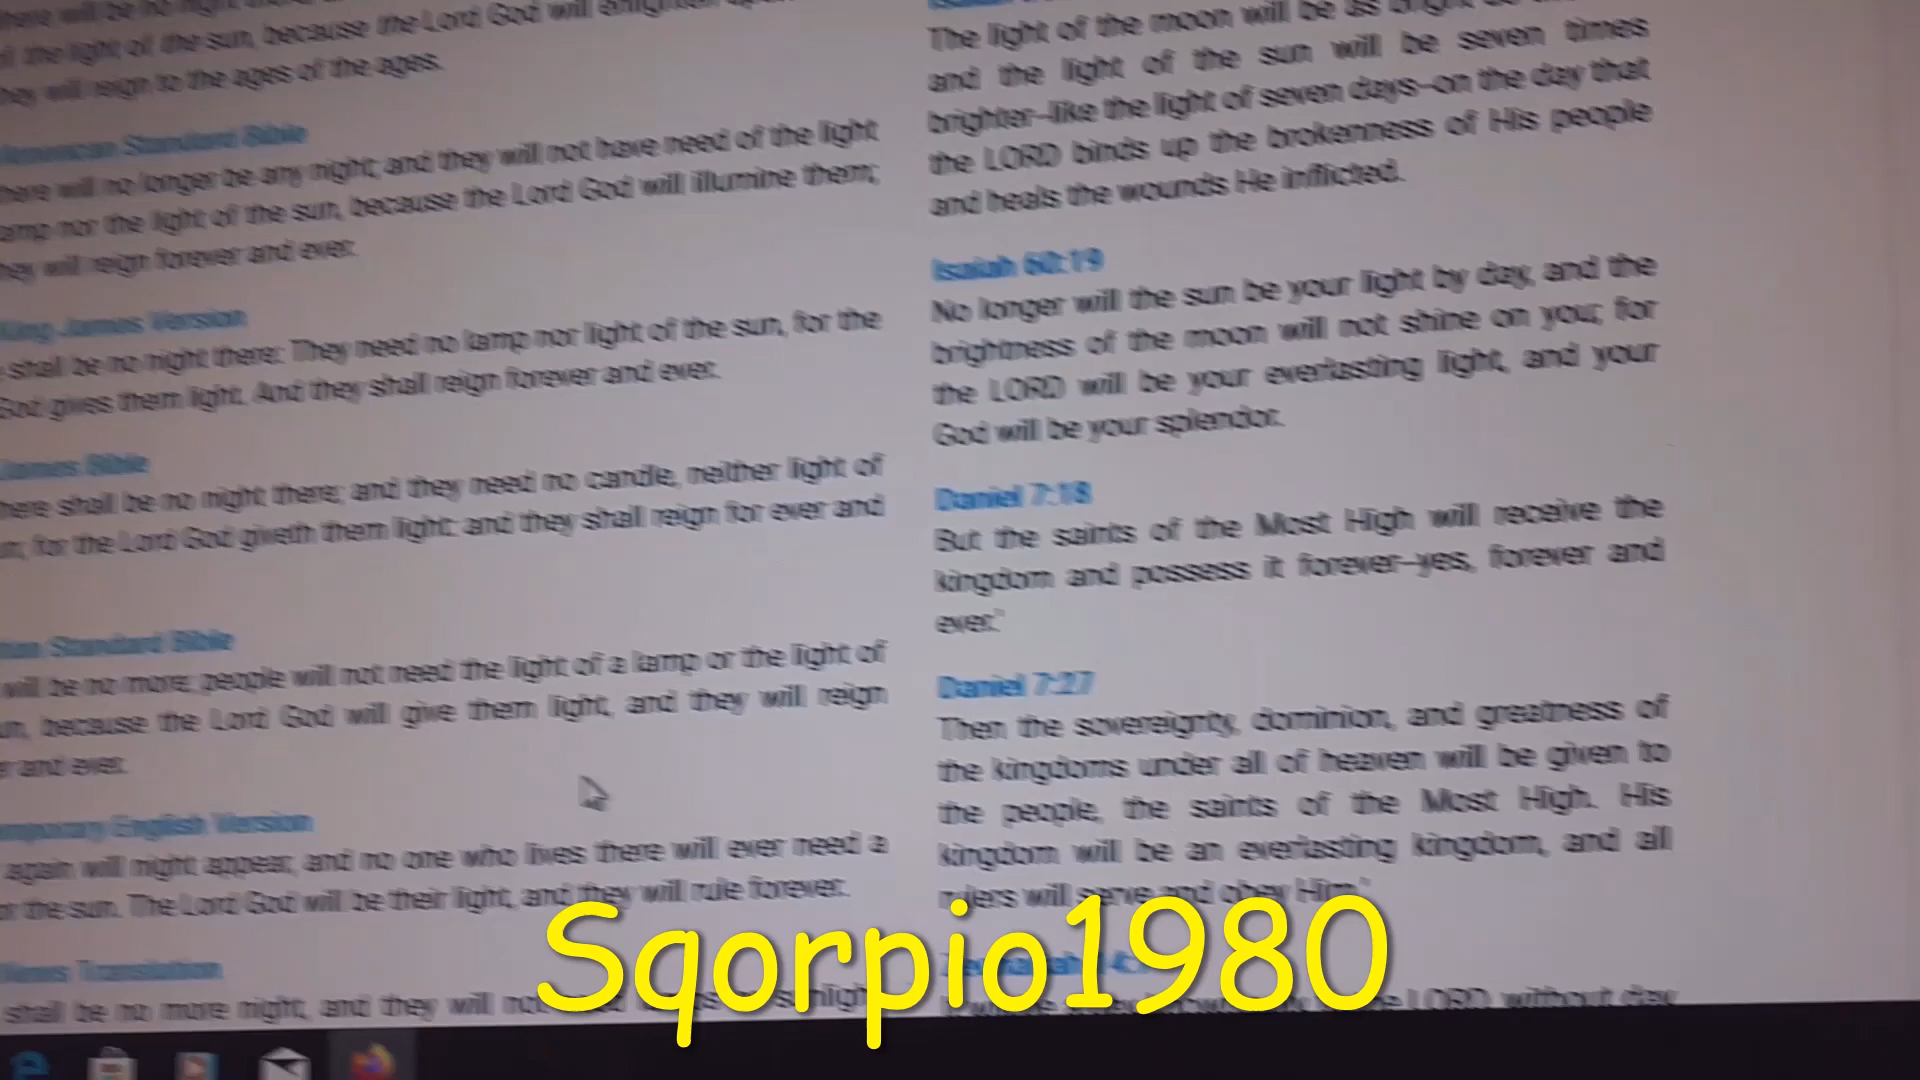 there will be no night there
of the light of the sun, because the Lord God will enlighten upon
they will reign to the ages of the ages.
American Standard Bible
there will no longer be any night; and they will not have need of the light
lamp nor the light of the sun, because the Lord God will illumine them;
they will reign forever and ever.
King James Version
shall be no night there: They need no lamp nor light of the sun, for the
God gives them light. And they shall reign forever and ever.
James Bible
there shall be no night there; and they need no candle, neither light of
for the Lord God giveth them light: and they shall reign for ever and
Standard Bible
will be no more; people will not need the light of a lamp or the light of
because the Lord God will give them light, and they will reign
and ever.
English Version
again will night appear, and no one who lives there will ever need a
or the sun. The Lord God will be their light, and they will rule forever.
News Translation
shall be no more night, and they will not
The light of the moon will be as bright as
and the light of the sun will be seven times
brighter—like the light of seven days—on the day that
the LORD binds up the brokenness of His people
and heals the wounds He inflicted.
Isaiah 60:19
No longer will the sun be your light by day, and the
brightness of the moon will not shine on you; for
the LORD will be your everlasting light, and your
God will be your splendor.
Daniel 7:18
But the saints of the Most High will receive the
kingdom and possess it forever—yes, forever and
ever.'
Daniel 7:27
Then the sovereignty, dominion, and greatness of
the kingdoms under all of heaven will be given to
the people, the saints of the Most High. His
kingdom will be an everlasting kingdom, and all
rulers will serve and obey Him.'
the LORD without day
Sqorpio1980